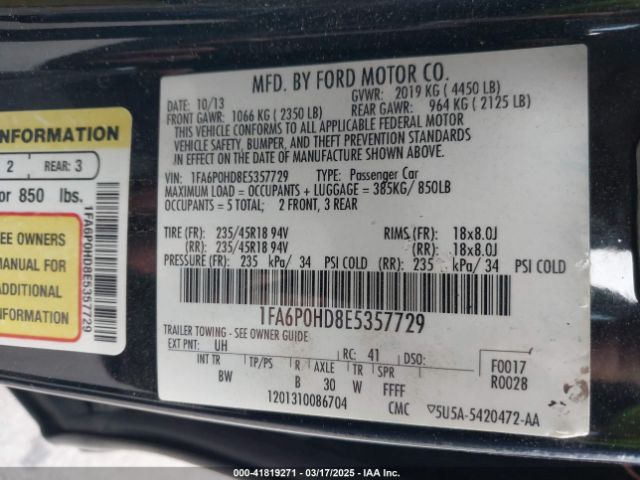 MFD. BY FORD MOTOR CO.
DATE: 10/13 GVWR: 2019 KG ( 4450 LB)
FRONT GAWR: 1066 KG ( 2350 LB) REAR GAWR: 964 KG ( 2125 LB)
THIS VEHICLE CONFORMS TO ALL APPLICABLE FEDERAL MOTOR
VEHICLE SAFETY, BUMPER, AND THEFT PREVENTION STANDARDS
IN EFFECT ON THE DATE OF MANUFACTURE SHOWN ABOVE.
VIN: 1FA6P0HD8E5357729 TYPE: Passenger Car
MAXIMUM LOAD = OCCUPANTS + LUGGAGE = 385KG/ 850LB
OCCUPANTS = 5 TOTAL; 2 FRONT, 3 REAR
TIRE (FR): 235/45R18 94V RIMS.(FR): 18x8.0J
(RR): 235/45R18 94V (RR): 18x8.0J
PRESSURE (FR): 235 kPa/ 34 PSI COLD (RR): 235 kPa/ 34 PSI COLD
1FA6P0HD8E5357729
TRAILER TOWING - SEE OWNER GUIDE
EXT PNT: UH RC: 41 DSO:
INT TR TP/PS R AXLE TR SPR
BW B 30 W FFFF
F0017
R0028
1201310086704 CMC 5U5A-5420472-AA
INFORMATION
2 REAR: 3
or 850 lbs.
EE OWNERS
MANUAL FOR
ADDITIONAL
INFORMATION
1FA6P0HD8E5357729
000-41819271 - 03/17/2025 - IAA Inc.